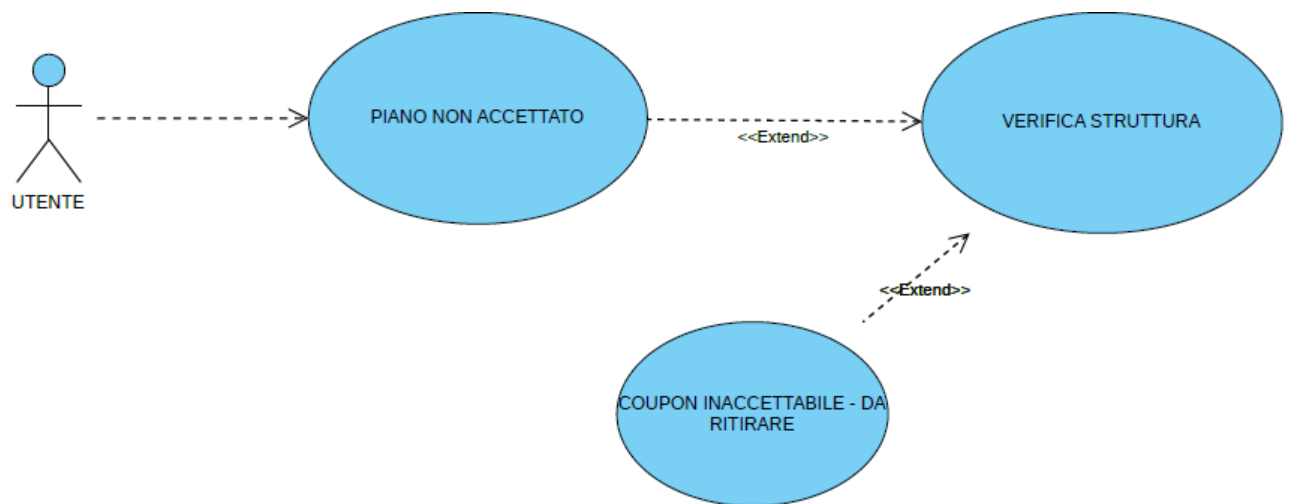 PIANO NON ACCETTATO
VERIFICA STRUTTURA
<<Extend>>
UTENTE
<<Extend>>
COUPON INACCETTABILE - DA
RITIRARE